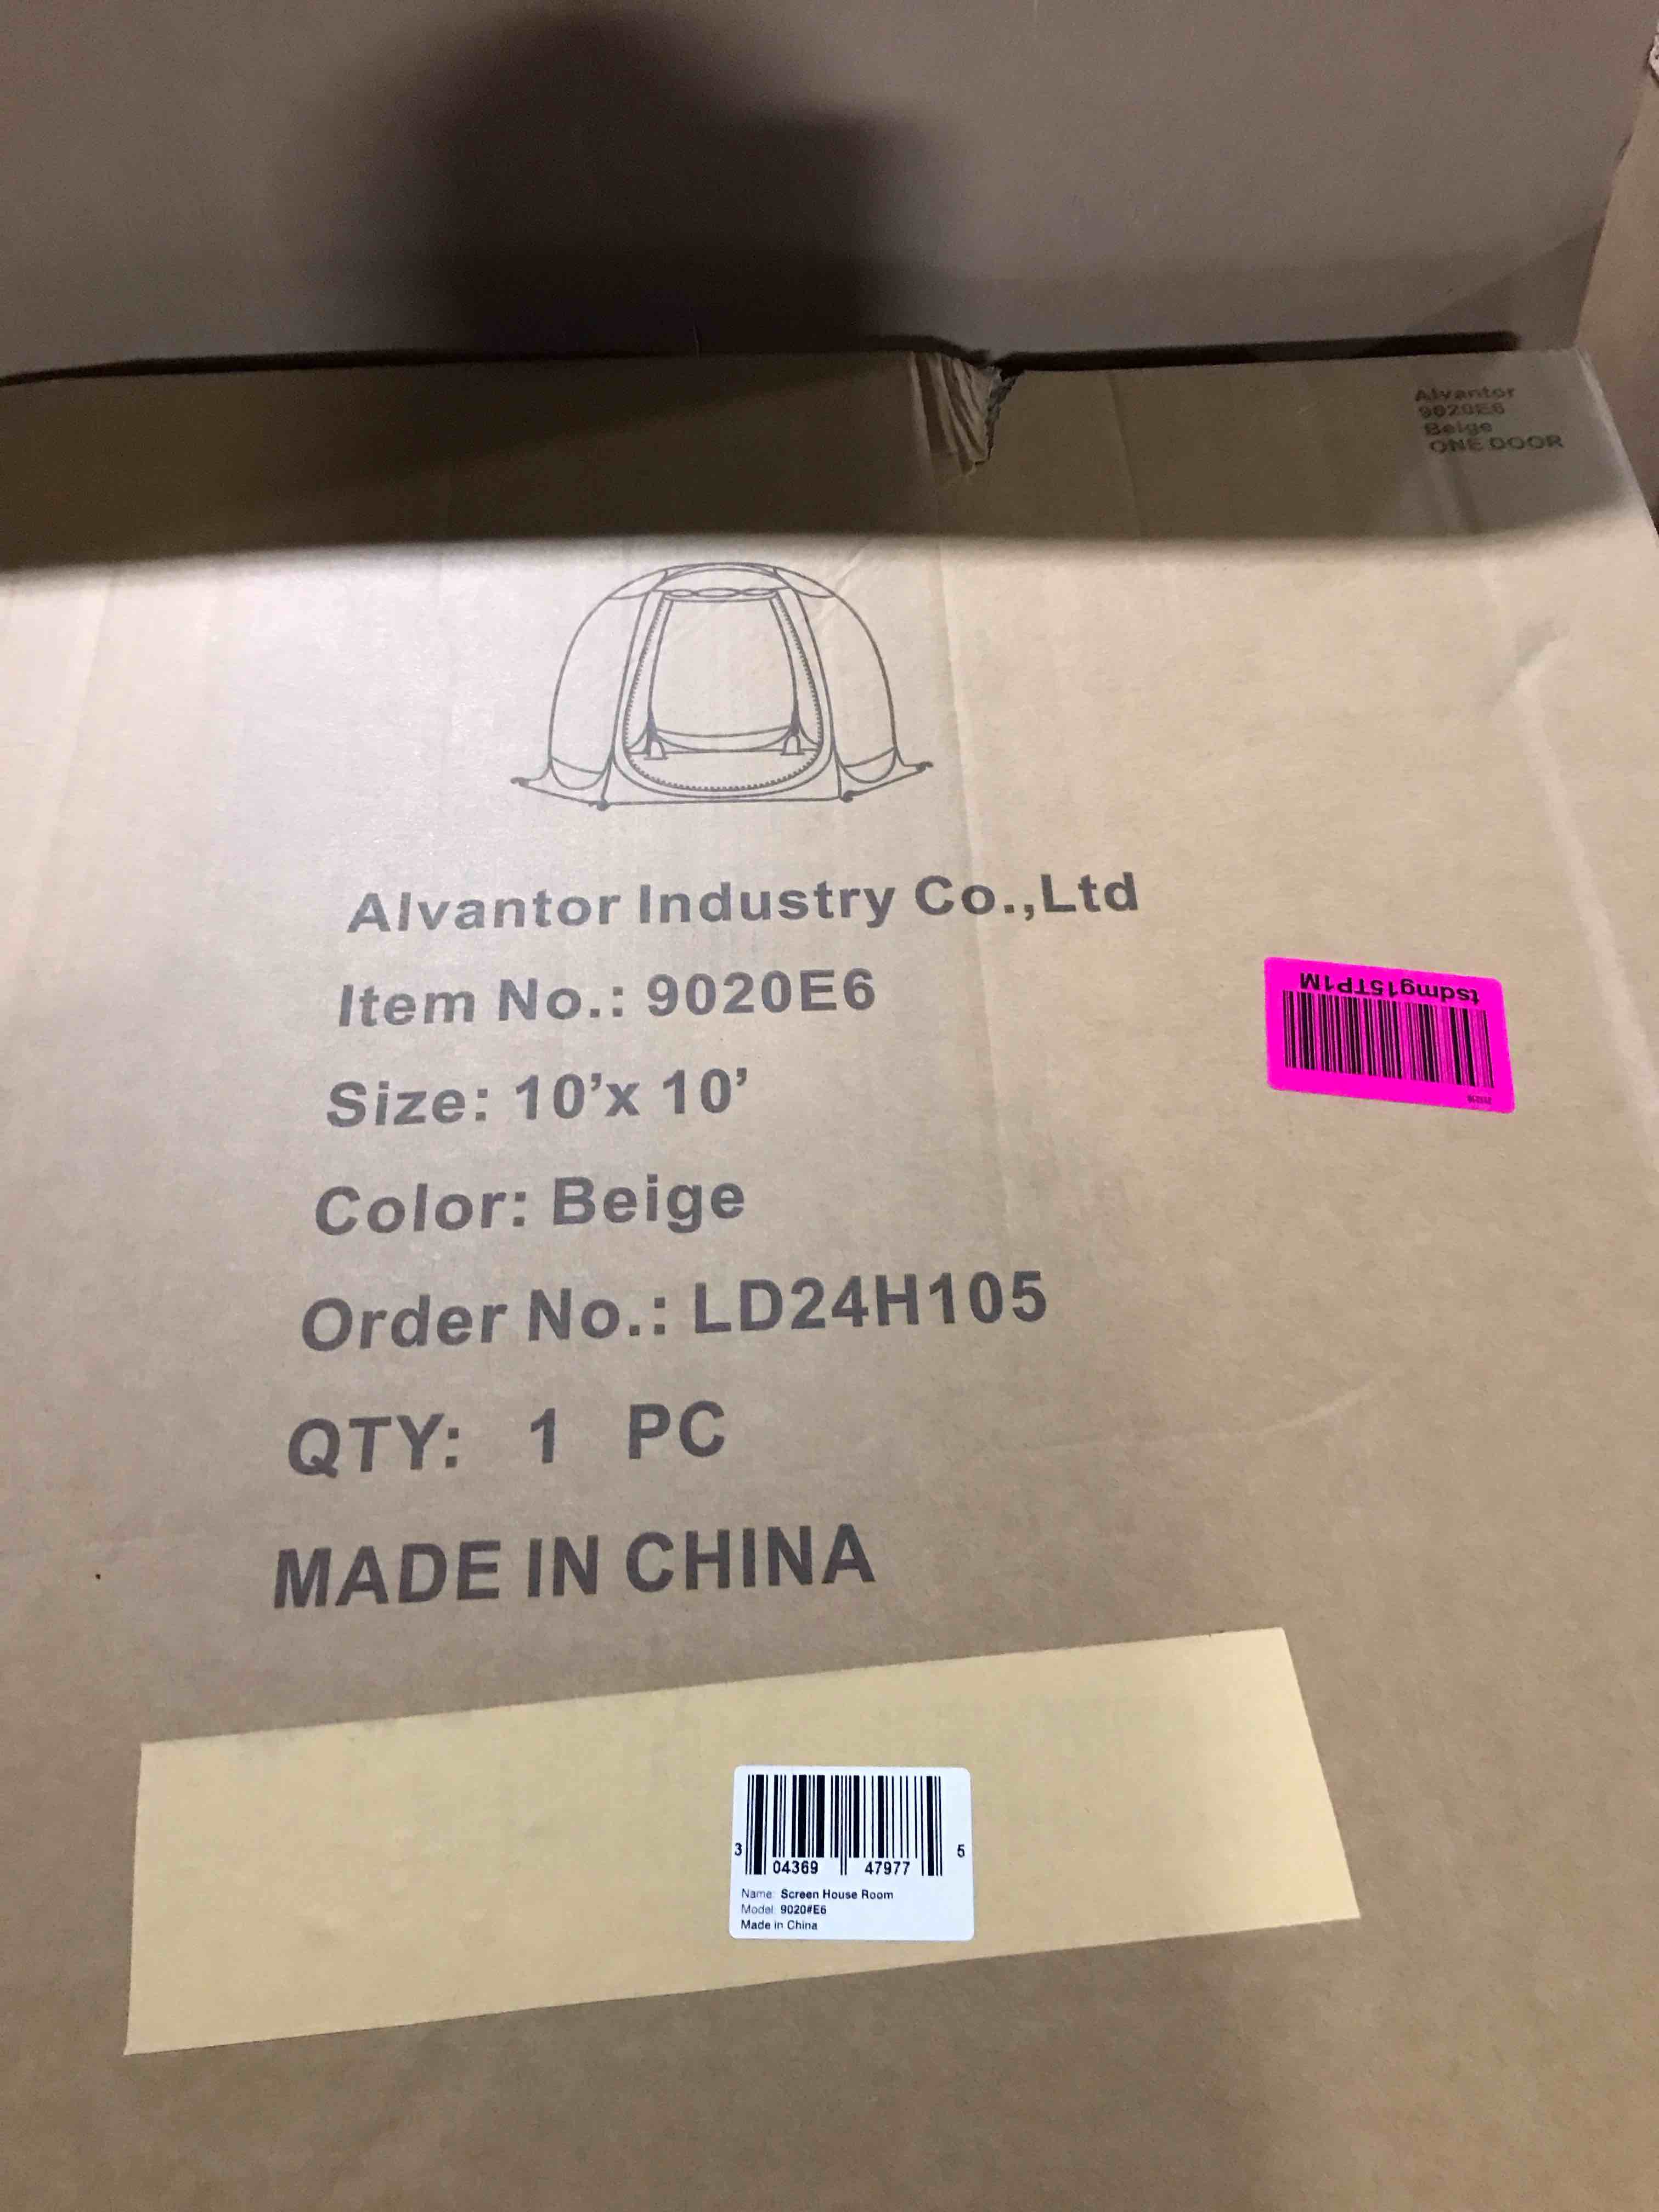 Alvantor
9020E6
Beige
ONE DOOR
Alvantor Industry Co.,Ltd
Item No.: 9020E6
Size: 10’x 10’
Color: Beige
Order No.: LD24H105
QTY: 1 PC
MADE IN CHINA
tsdmg15TP1M
3 04369 47977 5
Name: Screen House Room
Model: 9020#E6
Made in China